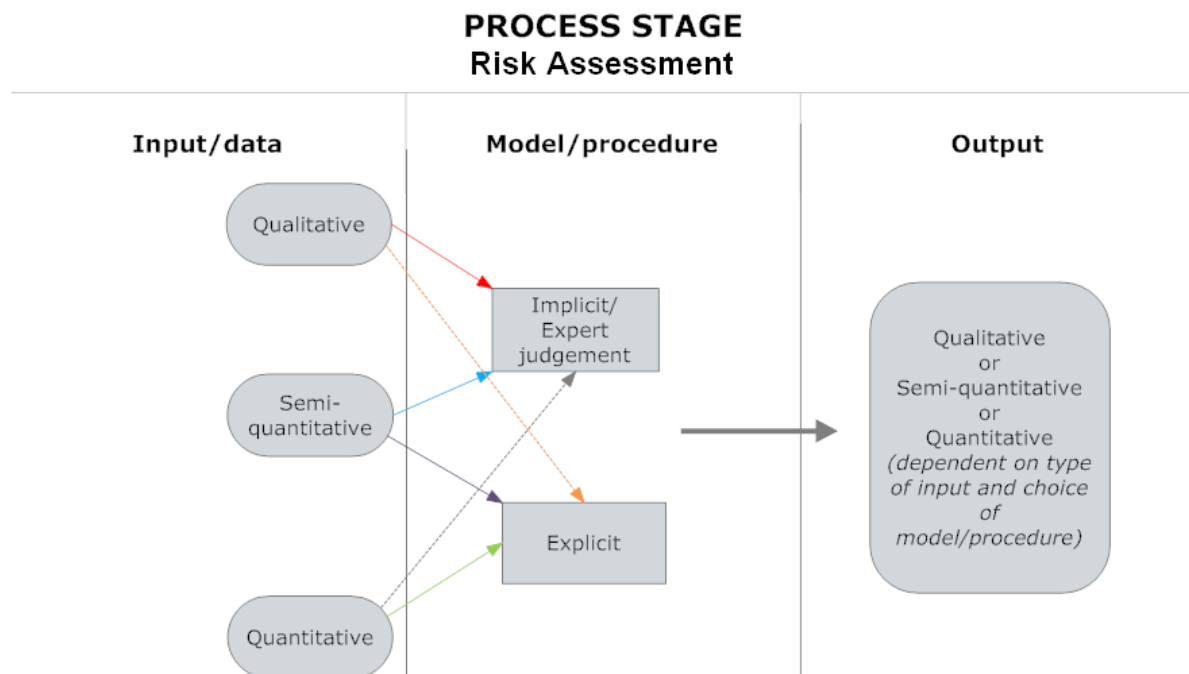 PROCESS STAGE
Risk Assessment
Input/data
Model/procedure
Output
Qualitative
Semi-
quantitative
Quantitative
Implicit/
Expert
judgement
Explicit
Qualitative
or
Semi-quantitative
or
Quantitative
(dependent on type
of input and choice
of
model/procedure)